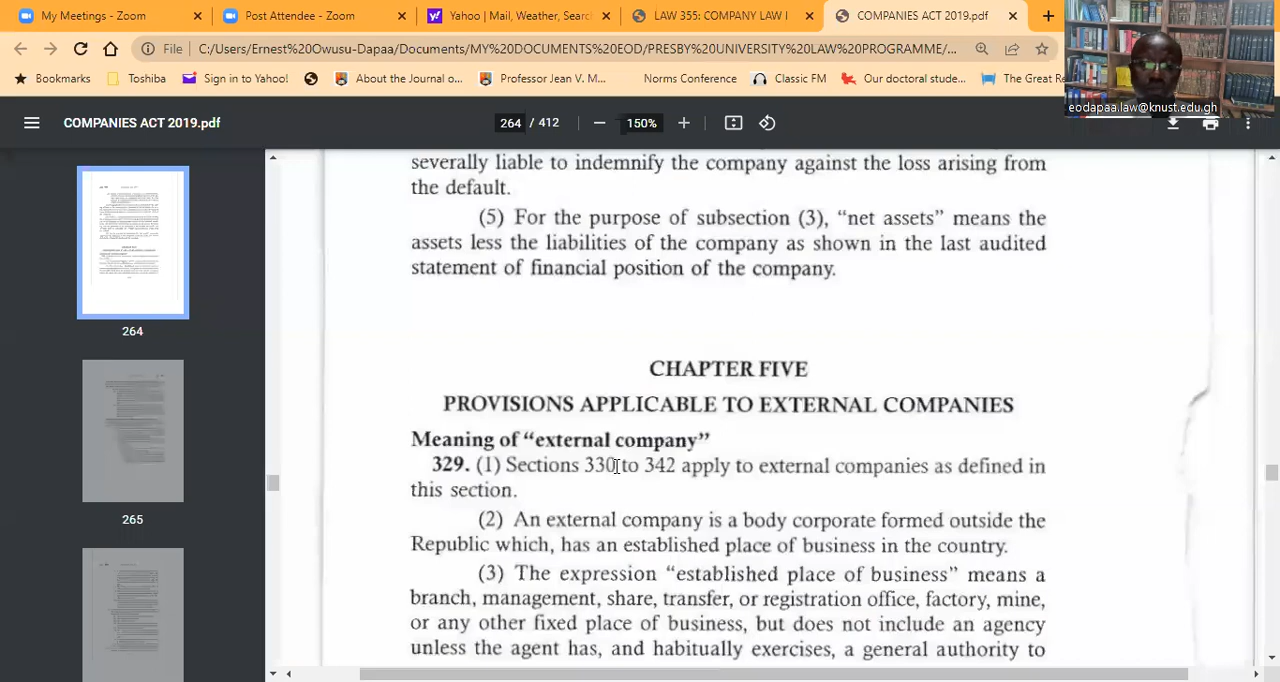 My Meetings - Zoom
Post Attendee - Zoom
Yahoo | Mail, Weather, Search
LAW 355: COMPANY LAW I
COMPANIES ACT 2019.pdf
File C:/Users/Ernest%20Owusu-Dapaa/Documents/MY%20DOCUMENTS%20EOD/PRESBY%20UNIVERSITY%20LAW%20PROGRAMME/...
Bookmarks
Toshiba
Sign in to Yahoo!
About the Journal o...
Professor Jean V. M...
Norms Conference
Classic FM
Our doctoral stude...
The Great Re
eodapaa.law@knust.edu.gh
COMPANIES ACT 2019.pdf
264 / 412
150%
264
265
severally liable to indemnify the company against the loss arising from
the default.
(5) For the purpose of subsection (3), “net assets” means the
assets less the liabilities of the company as shown in the last audited
statement of financial position of the company.
CHAPTER FIVE
PROVISIONS APPLICABLE TO EXTERNAL COMPANIES
Meaning of “external company”
329. (1) Sections 330 to 342 apply to external companies as defined in
this section.
(2) An external company is a body corporate formed outside the
Republic which, has an established place of business in the country.
(3) The expression “established place of business” means a
branch, management, share, transfer, or registration office, factory, mine,
or any other fixed place of business, but does not include an agency
unless the agent has, and habitually exercises, a general authority to